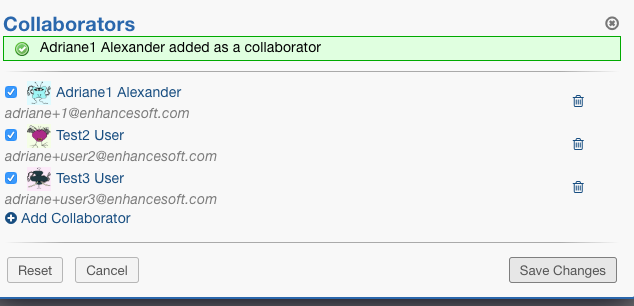 Collaborators
Adriane1 Alexander added as a collaborator
Adriane1 Alexander
adriane+1@enhancesoft.com
Test2 User
adriane+user2@enhancesoft.com
Test3 User
adriane+user3@enhancesoft.com
Add Collaborator
Reset Cancel Save Changes